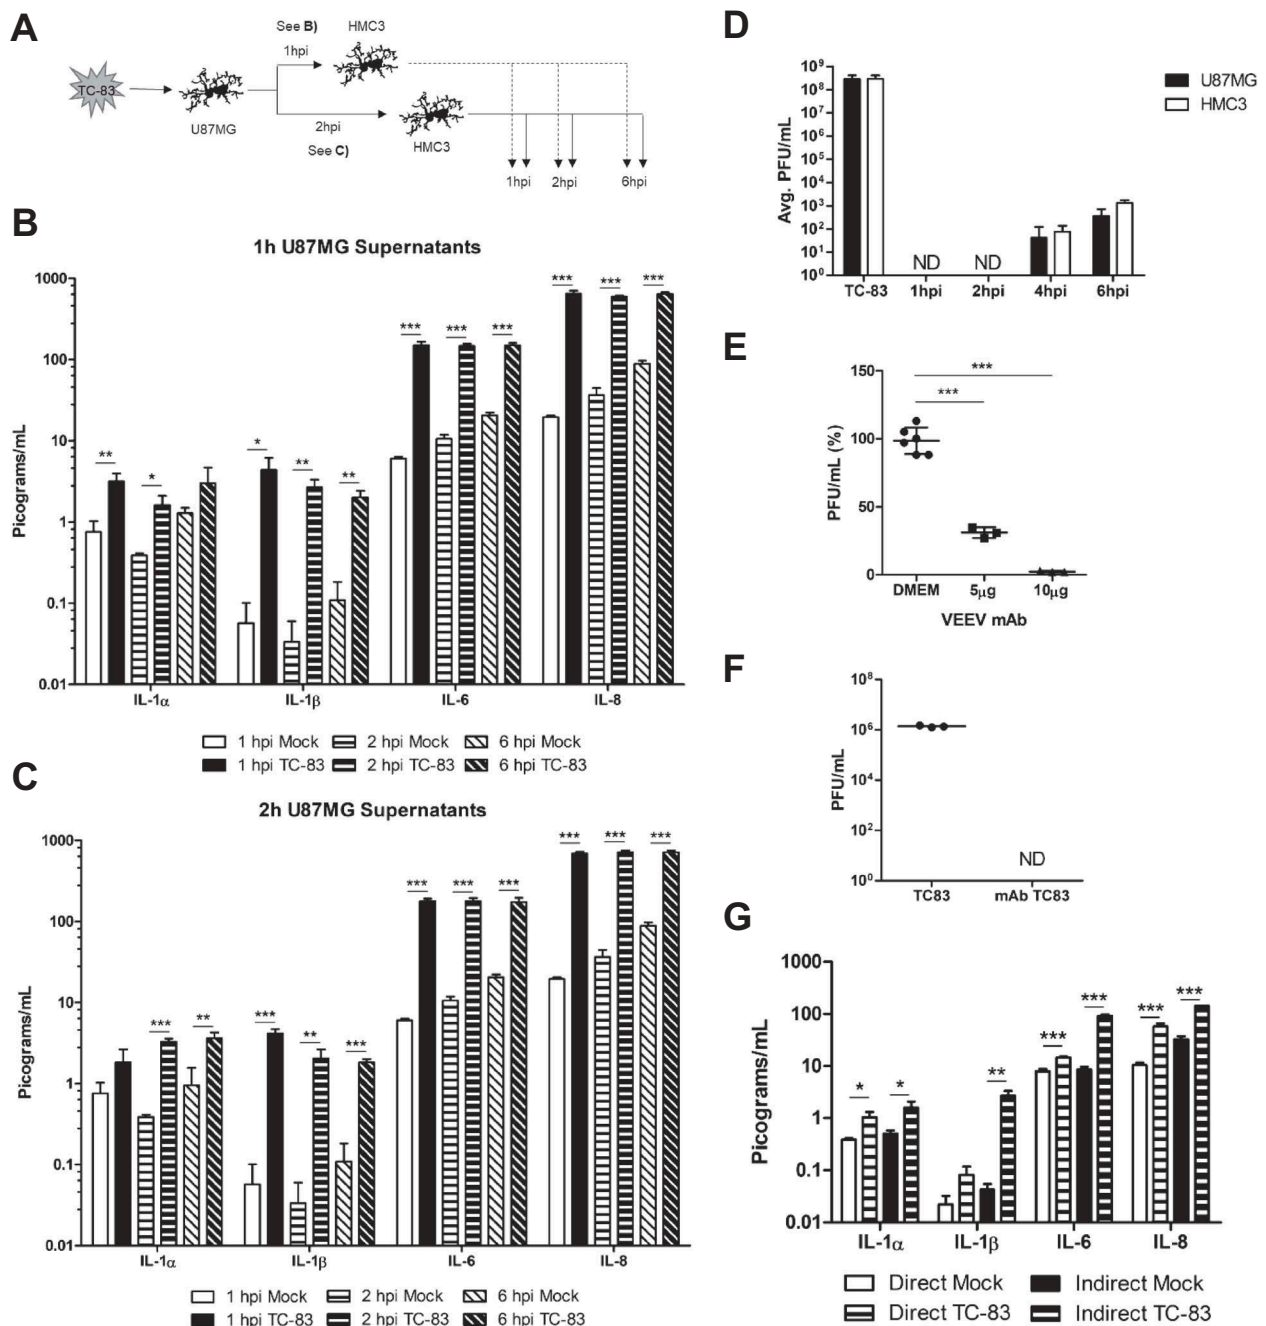 A
See B)
HMC3
1hpi
TC-83
U87MG
2hpi
HMC3
See C)
1hpi
2hpi
6hpi
B
1h U87MG Supernatants
Picograms/mL
1000
100
10
1
0.1
0.01
***
***
***
***
***
***
**
*
*
**
**
IL-1α
IL-1β
IL-6
IL-8
1 hpi Mock
2 hpi Mock
6 hpi Mock
1 hpi TC-83
2 hpi TC-83
6 hpi TC-83
C
2h U87MG Supernatants
Picograms/mL
1000
100
10
1
0.1
0.01
***
***
***
***
***
***
***
**
***
**
***
IL-1α
IL-1β
IL-6
IL-8
1 hpi Mock
2 hpi Mock
6 hpi Mock
1 hpi TC-83
2 hpi TC-83
6 hpi TC-83
D
Avg. PFU/mL
10⁹
10⁸
10⁷
10⁶
10⁵
10⁴
10³
10²
10¹
10⁰
ND
ND
TC-83
1hpi
2hpi
4hpi
6hpi
U87MG
HMC3
E
PFU/mL (%)
150
100
50
0
***
***
DMEM
5µg
10µg
VEEV mAb
F
PFU/mL
10⁸
10⁶
10⁴
10²
10⁰
ND
TC83
mAb TC83
G
Picograms/mL
1000
100
10
1
0.1
0.01
*
*
**
***
***
***
***
IL-1α
IL-1β
IL-6
IL-8
Direct Mock
Indirect Mock
Direct TC-83
Indirect TC-83